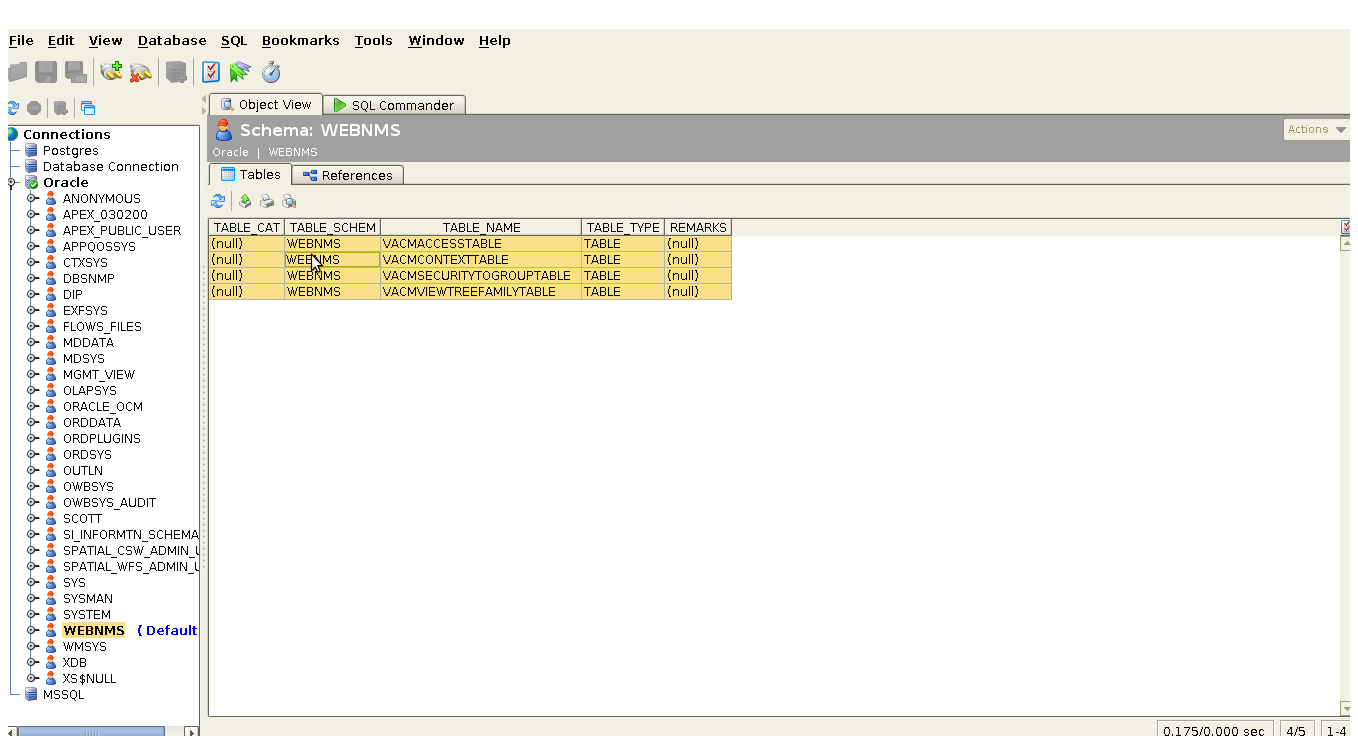 File Edit View Database SQL Bookmarks Tools Window Help
Object View SQL Commander
Connections
Postgres
Database Connection
Oracle
ANONYMOUS
APEX_030200
APEX_PUBLIC_USER
APPQOSSYS
CTXSYS
DBSNMP
DIP
EXFSYS
FLOWS_FILES
MDDATA
MDSYS
MGMT_VIEW
OLAPSYS
ORACLE_OCM
ORDDATA
ORDPLUGINS
ORDSYS
OUTLN
OWBSYS
OWBSYS_AUDIT
SCOTT
SI_INFORMTN_SCHEMA
SPATIAL_CSW_ADMIN_U
SPATIAL_WFS_ADMIN_U
SYS
SYSMAN
SYSTEM
WEBNMS ( Default
WMSYS
XDB
XS$NULL
MSSQL
Schema: WEBNMS
Actions
Oracle | WEBNMS
Tables References
TABLE_CAT TABLE_SCHEM TABLE_NAME TABLE_TYPE REMARKS
(null) WEBNMS VACMACCESSTABLE TABLE (null)
(null) WEBNMS VACMCONTEXTTABLE TABLE (null)
(null) WEBNMS VACMSECURITYTOGROUPTABLE TABLE (null)
(null) WEBNMS VACMVIEWTREEFAMILYTABLE TABLE (null)
0.175/0.000 sec 4/5 1-4